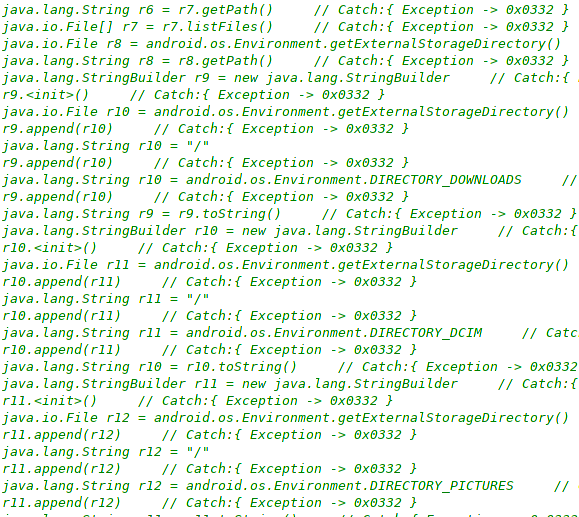 java.lang.String r6 = r7.getPath()     // Catch:{ Exception -> 0x0332 }
java.io.File[] r7 = r7.listFiles()     // Catch:{ Exception -> 0x0332 }
java.io.File r8 = android.os.Environment.getExternalStorageDirectory()
java.lang.String r8 = r8.getPath()     // Catch:{ Exception -> 0x0332 }
java.lang.StringBuilder r9 = new java.lang.StringBuilder     // Catch:{
r9.<init>()     // Catch:{ Exception -> 0x0332 }
java.io.File r10 = android.os.Environment.getExternalStorageDirectory()
r9.append(r10)     // Catch:{ Exception -> 0x0332 }
java.lang.String r10 = "/"
r9.append(r10)     // Catch:{ Exception -> 0x0332 }
java.lang.String r10 = android.os.Environment.DIRECTORY_DOWNLOADS     //
r9.append(r10)     // Catch:{ Exception -> 0x0332 }
java.lang.String r9 = r9.toString()     // Catch:{ Exception -> 0x0332 }
java.lang.StringBuilder r10 = new java.lang.StringBuilder     // Catch:{
r10.<init>()     // Catch:{ Exception -> 0x0332 }
java.io.File r11 = android.os.Environment.getExternalStorageDirectory()
r10.append(r11)     // Catch:{ Exception -> 0x0332 }
java.lang.String r11 = "/"
r10.append(r11)     // Catch:{ Exception -> 0x0332 }
java.lang.String r11 = android.os.Environment.DIRECTORY_DCIM     // Catc
r10.append(r11)     // Catch:{ Exception -> 0x0332 }
java.lang.String r10 = r10.toString()     // Catch:{ Exception -> 0x0332
java.lang.StringBuilder r11 = new java.lang.StringBuilder     // Catch:{
r11.<init>()     // Catch:{ Exception -> 0x0332 }
java.io.File r12 = android.os.Environment.getExternalStorageDirectory()
r11.append(r12)     // Catch:{ Exception -> 0x0332 }
java.lang.String r12 = "/"
r11.append(r12)     // Catch:{ Exception -> 0x0332 }
java.lang.String r12 = android.os.Environment.DIRECTORY_PICTURES     //
r11.append(r12)     // Catch:{ Exception -> 0x0332 }